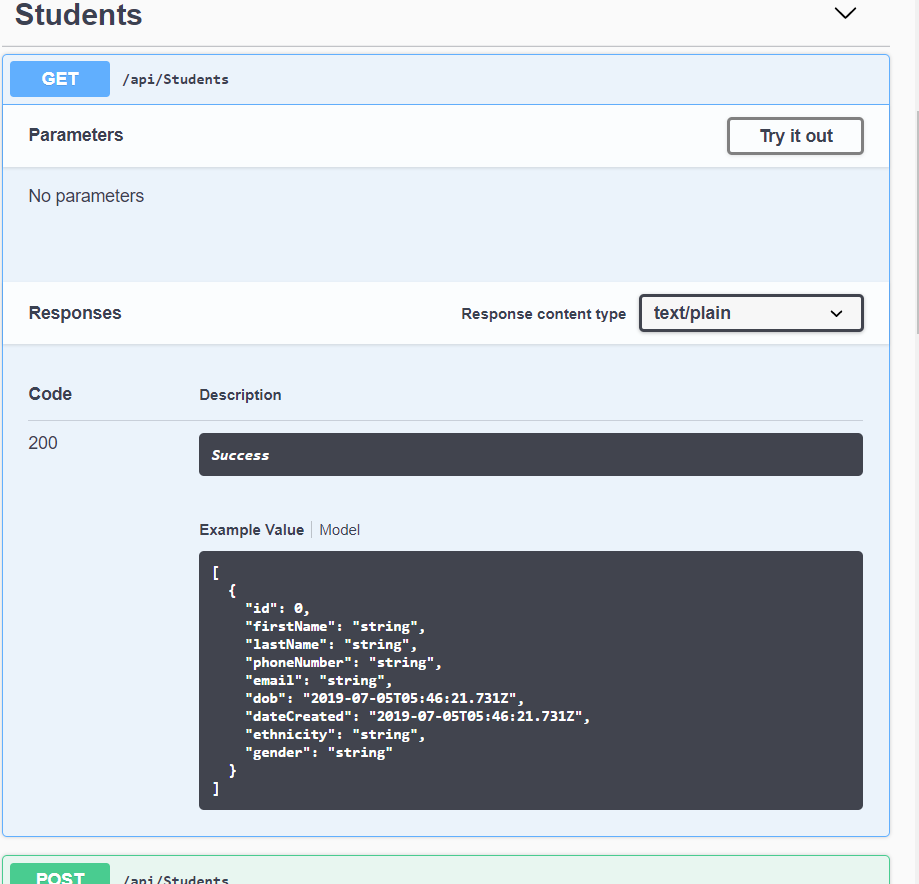 Students
GET /api/Students
Parameters Try it out
No parameters
Responses Response content type text/plain
Code Description
200 Success
Example Value Model
[
  {
    "id": 0,
    "firstName": "string",
    "lastName": "string",
    "phoneNumber": "string",
    "email": "string",
    "dob": "2019-07-05T05:46:21.731Z",
    "dateCreated": "2019-07-05T05:46:21.731Z",
    "ethnicity": "string",
    "gender": "string"
  }
]
POST /api/Students